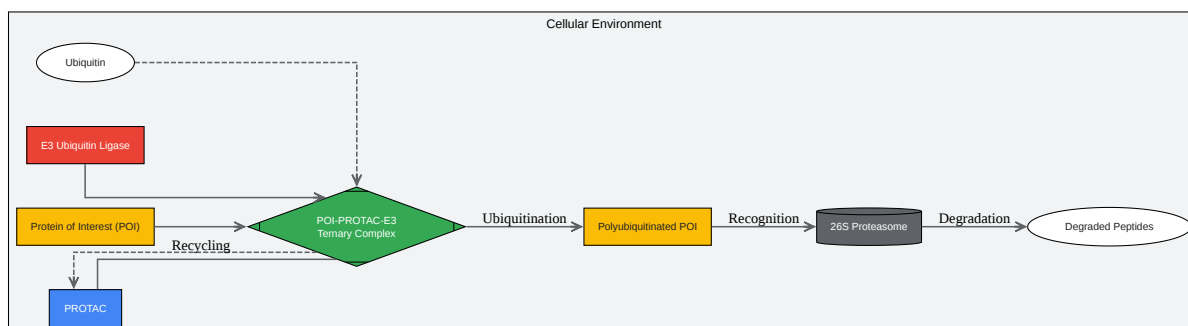 Cellular Environment
Ubiquitin
E3 Ubiquitin Ligase
Protein of Interest (POI)
POI-PROTAC-E3
Ternary Complex
Ubiquitination
Polyubiquitinated POI
Recognition
26S Proteasome
Degradation
Degraded Peptides
Recycling
PROTAC